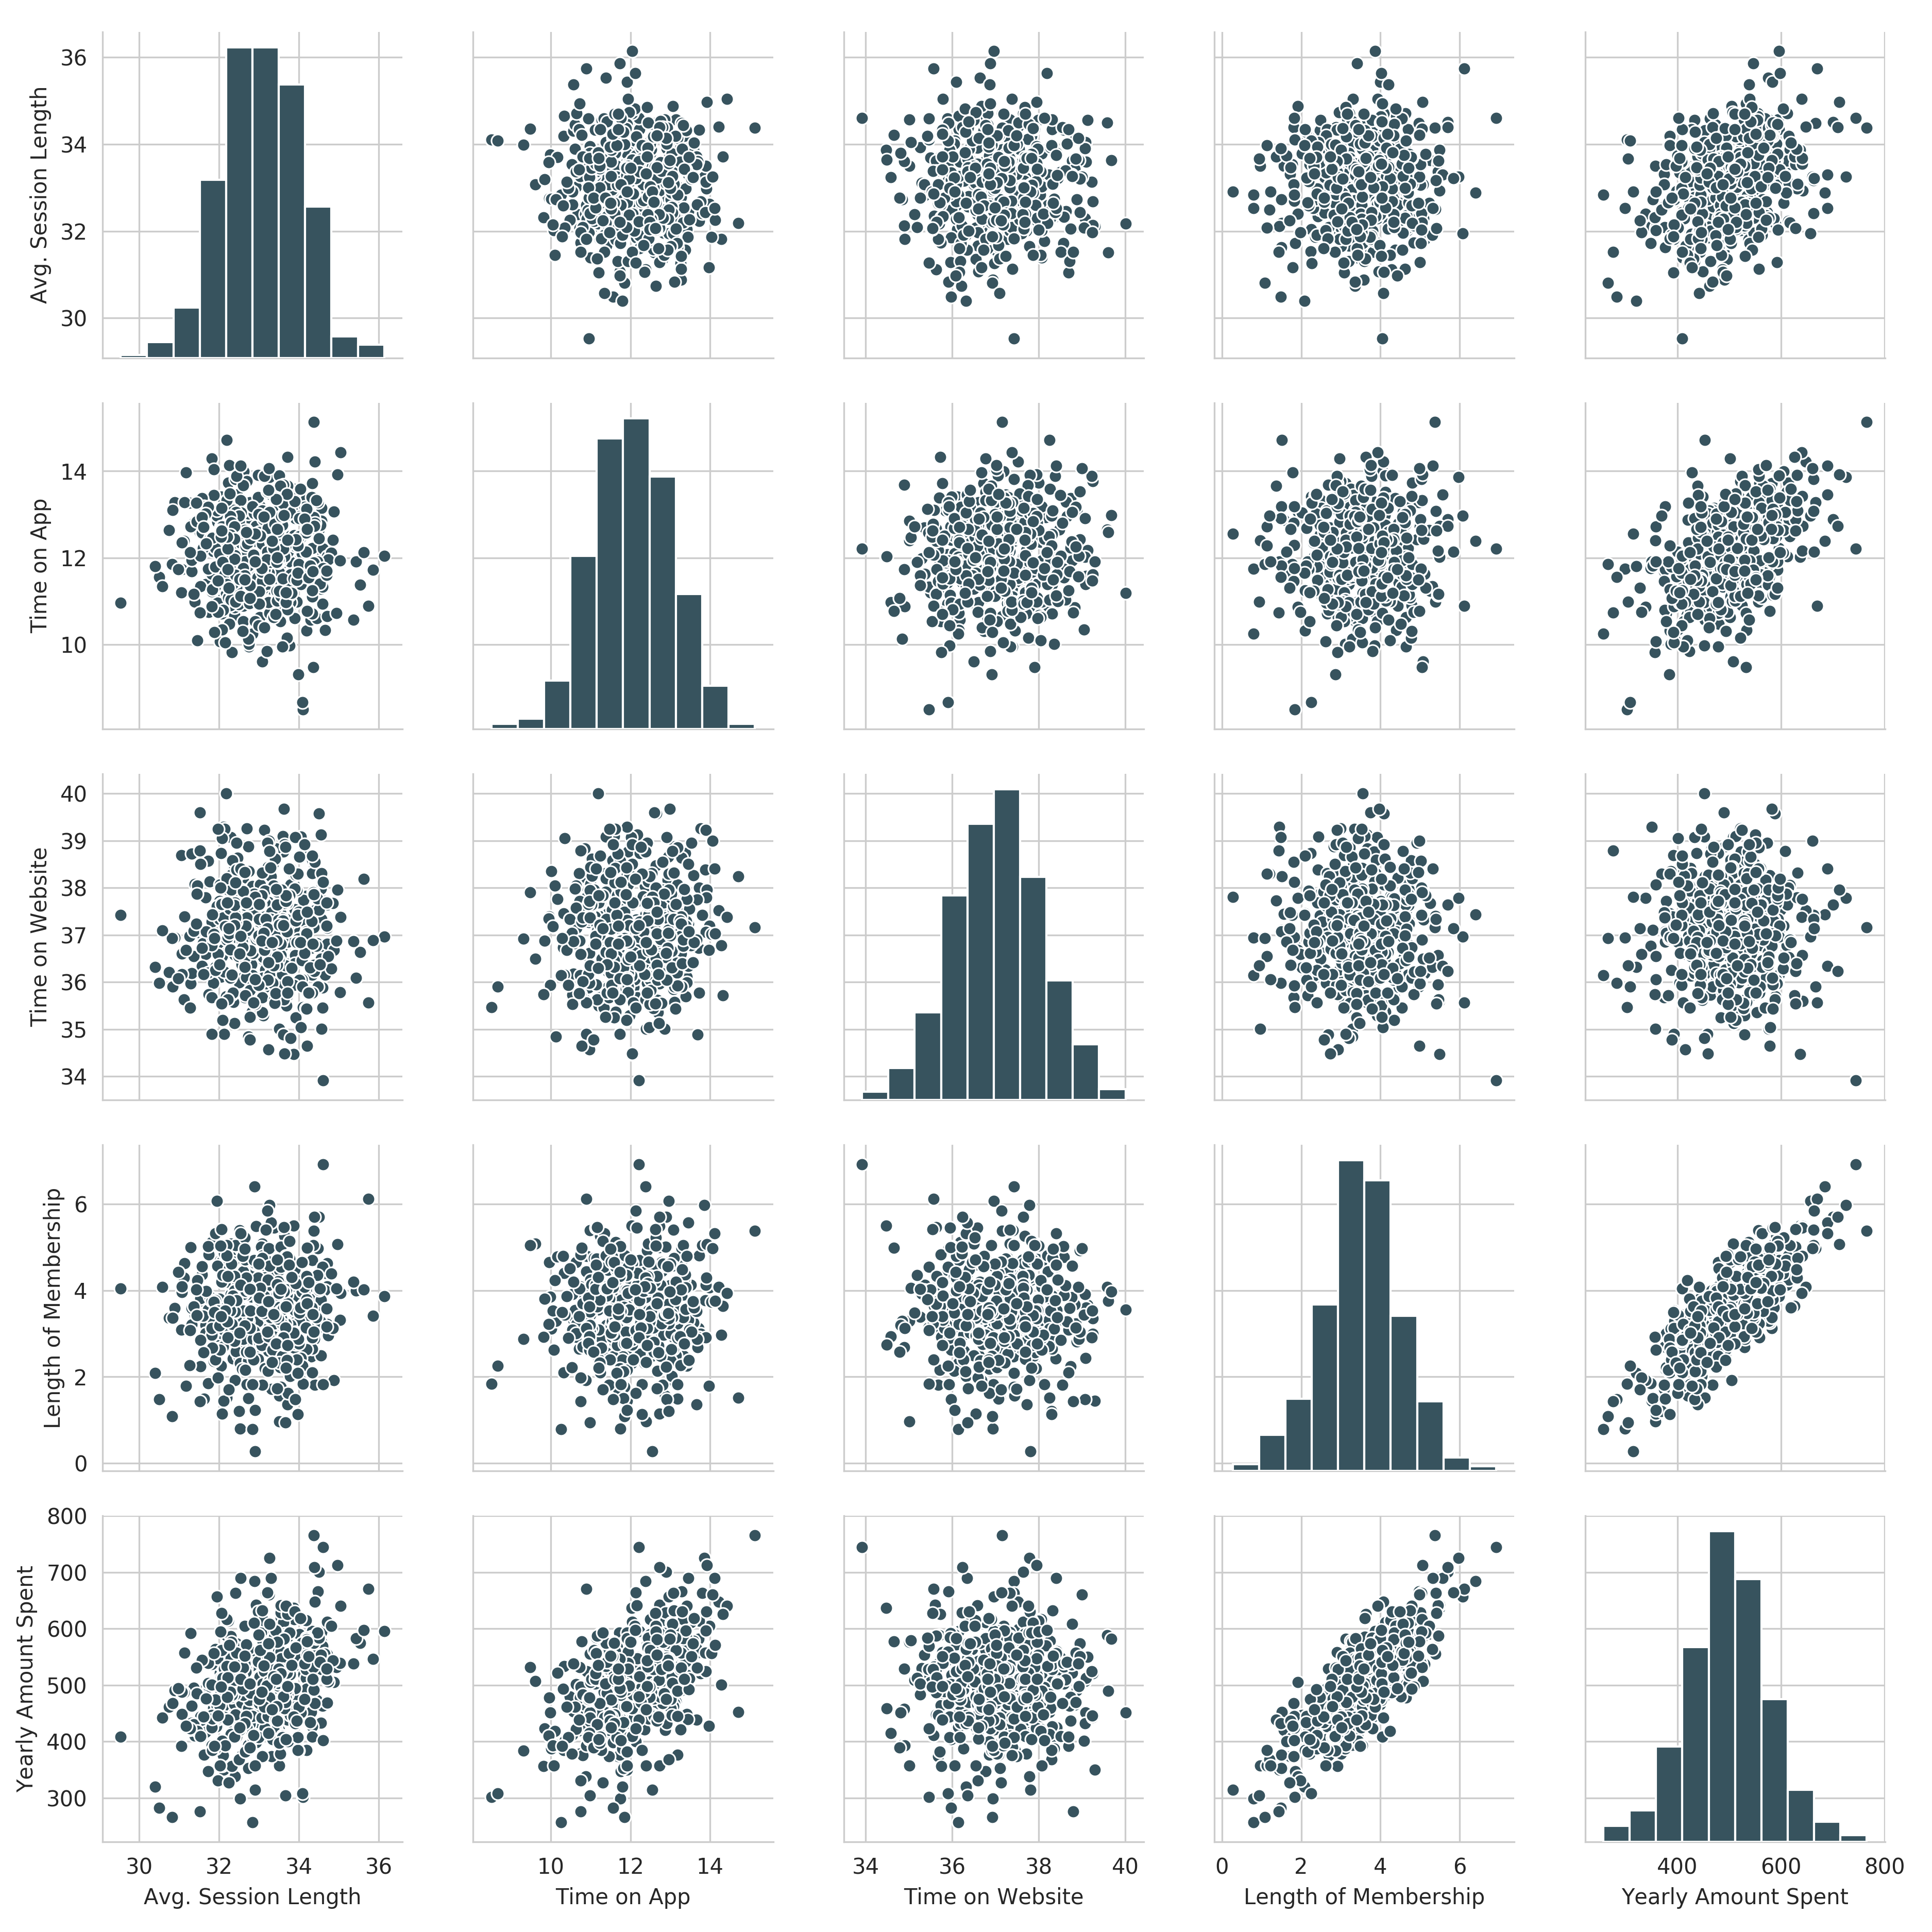 36
34
32
30
Avg. Session Length
14
12
10
Time on App
40
39
38
37
36
35
34
Time on Website
6
4
2
0
Length of Membership
800
700
600
500
400
300
Yearly Amount Spent
30 32 34 36
10 12 14
34 36 38 40
0 2 4 6
400 600 800
Avg. Session Length
Time on App
Time on Website
Length of Membership
Yearly Amount Spent